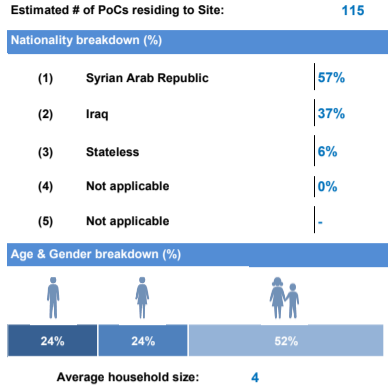 Estimated # of PoCs residing to Site: 115
Nationality breakdown (%)
(1) Syrian Arab Republic 57%
(2) Iraq 37%
(3) Stateless 6%
(4) Not applicable 0%
(5) Not applicable -
Age & Gender breakdown (%)
24% 24% 52%
Average household size: 4